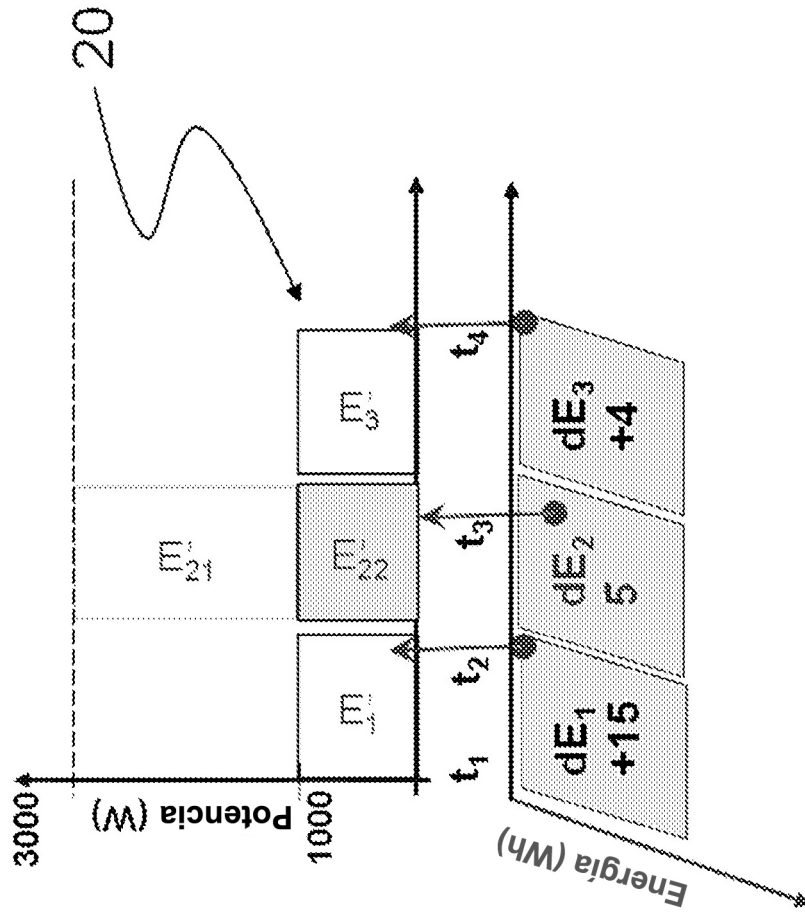 20
3000
Potencia (W)
1000
E'21
E'1
E'22
E'3
t1
t2
t3
t4
dE1
+15
dE2
5
dE3
+4
Energía (Wh)